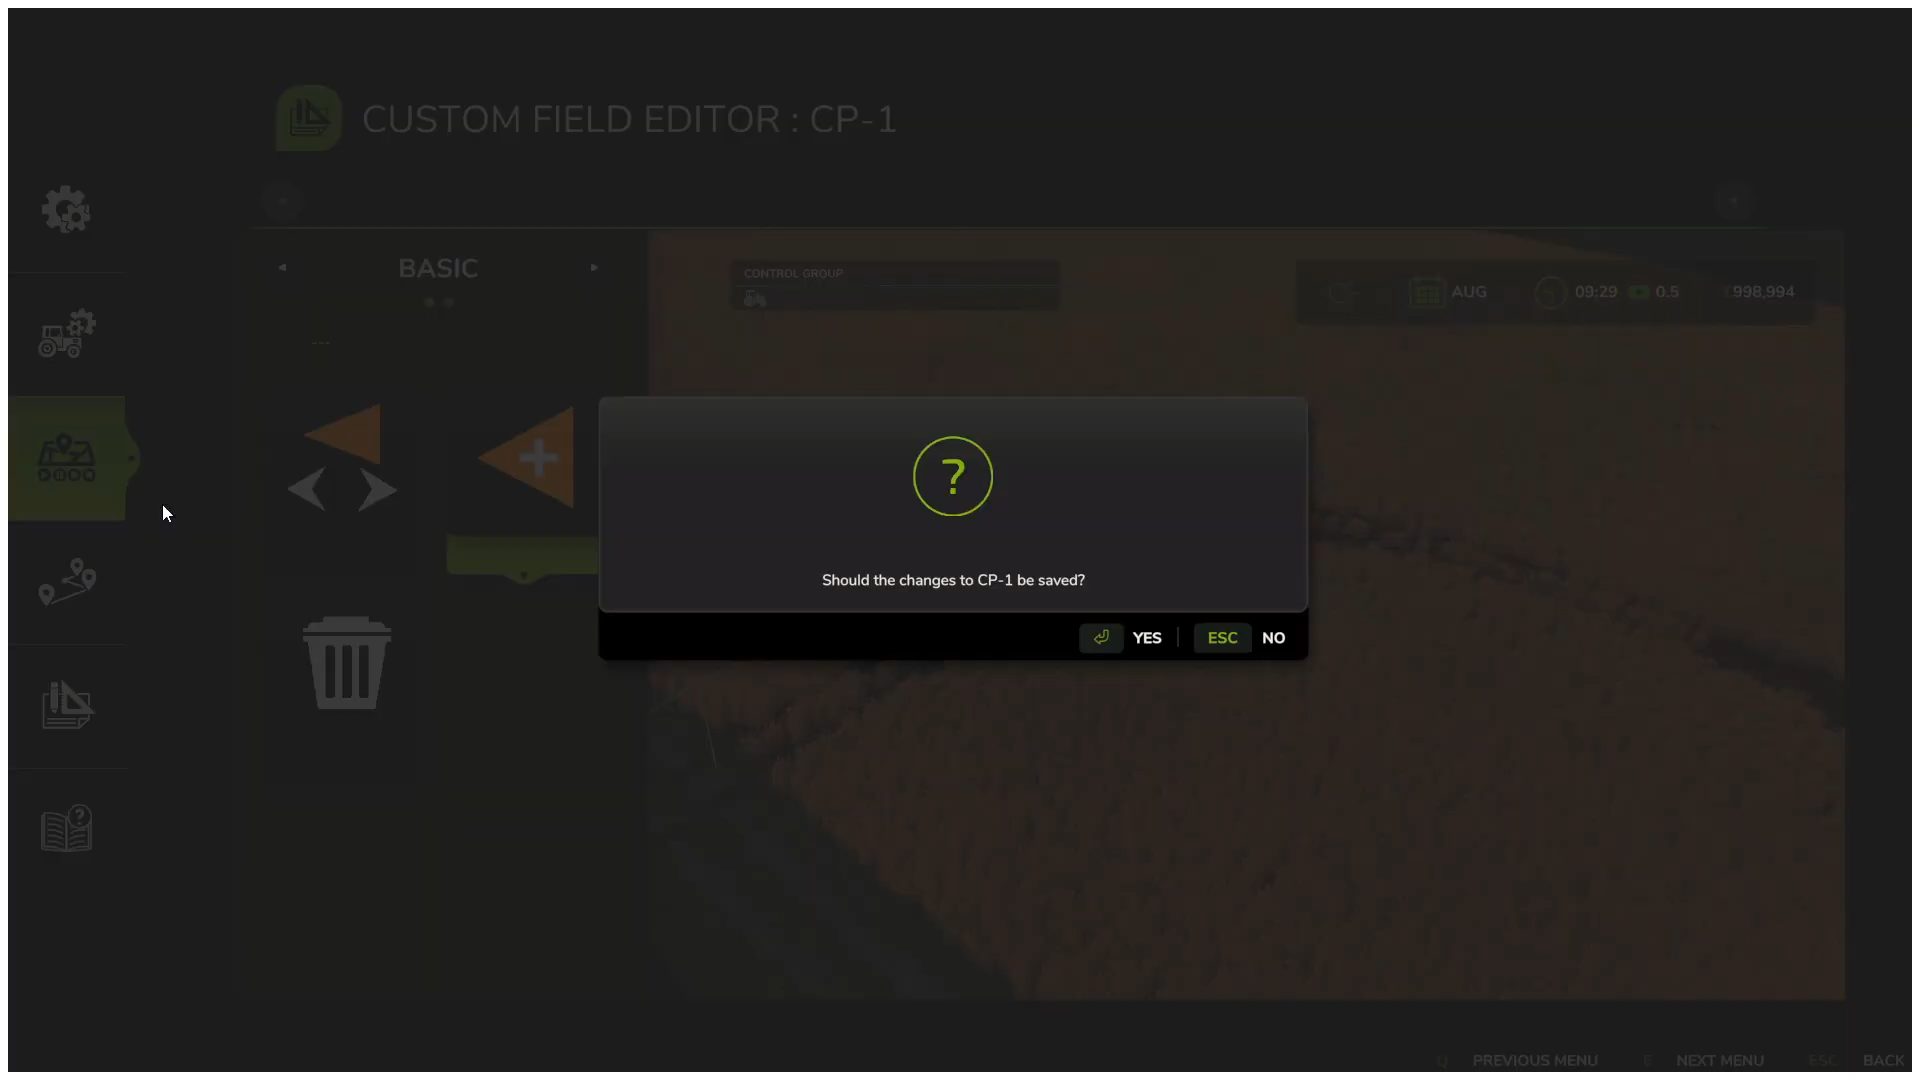 CUSTOM FIELD EDITOR : CP-1
BASIC
---
CONTROL GROUP
AUG
09:29
0.5
998,994
?
Should the changes to CP-1 be saved?
YES
ESC
NO
?
PREVIOUS MENU
E
NEXT MENU
ESC
BACK